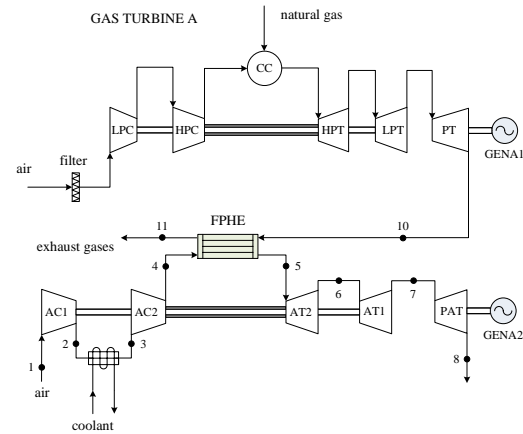 GAS TURBINE A
natural gas
CC
LPC
HPC
HPT
LPT
PT
GENA1
filter
air
FPHE
11
10
exhaust gases
4
5
6
7
AC1
AC2
AT2
AT1
PAT
GENA2
2
3
8
1
air
coolant